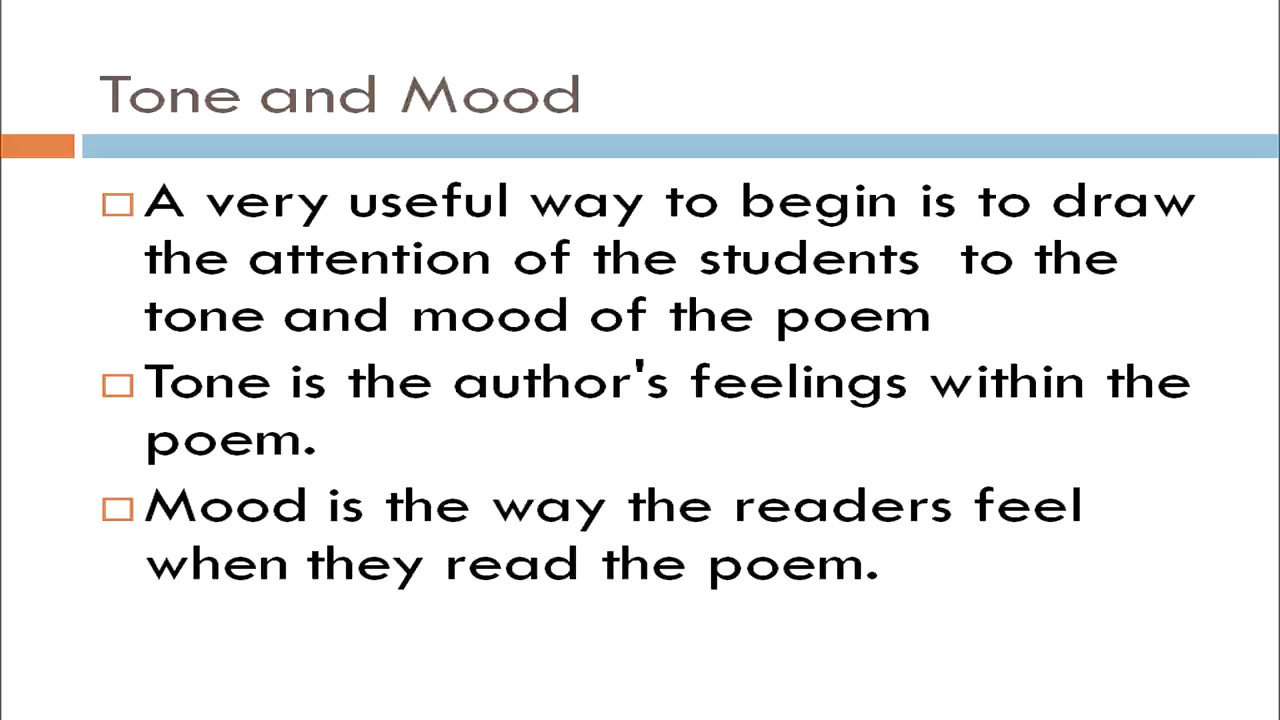 Tone and Mood
A very useful way to begin is to draw
the attention of the students  to the
tone and mood of the poem
Tone is the author's feelings within the
poem.
Mood is the way the readers feel
when they read the poem.